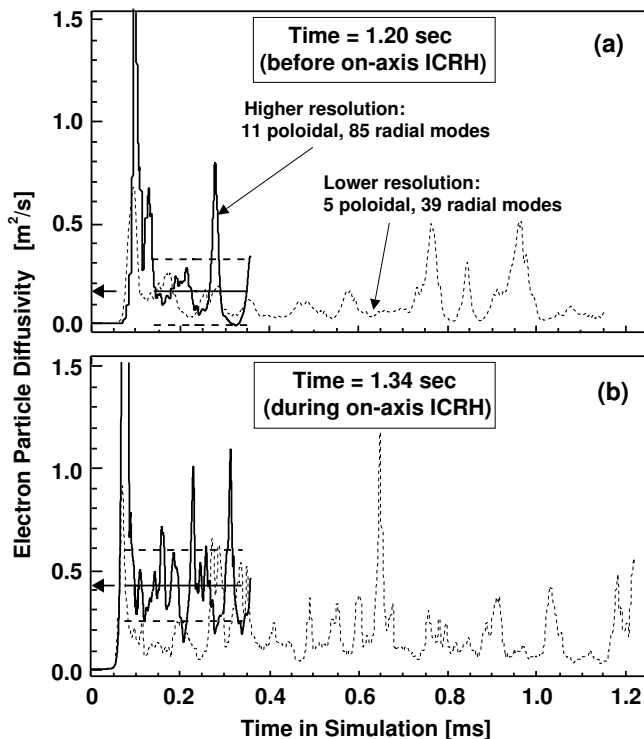 Time = 1.20 sec
(before on-axis ICRH)
(a)
Higher resolution:
11 poloidal, 85 radial modes
Lower resolution:
5 poloidal, 39 radial modes
1.5
1.0
0.5
0.0
Time = 1.34 sec
(during on-axis ICRH)
(b)
1.5
1.0
0.5
0.0
Electron Particle Diffusivity [m²/s]
0 0.2 0.4 0.6 0.8 1.0 1.2
Time in Simulation [ms]